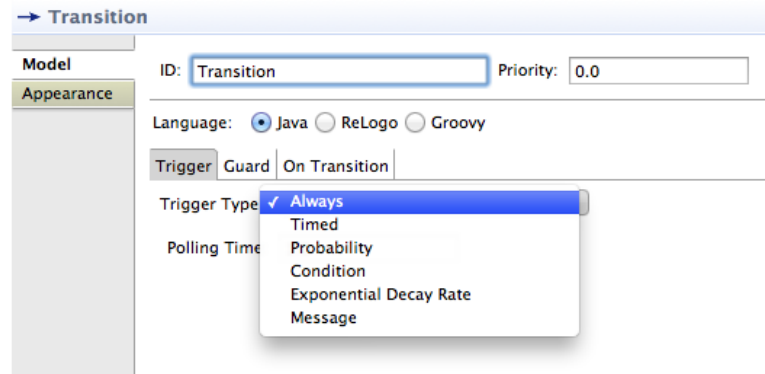 Transition
Model
Appearance
ID: Transition Priority: 0.0
Language: Java ReLogo Groovy
Trigger Guard On Transition
Trigger Type ✓ Always
Timed
Polling Time Probability
Condition
Exponential Decay Rate
Message